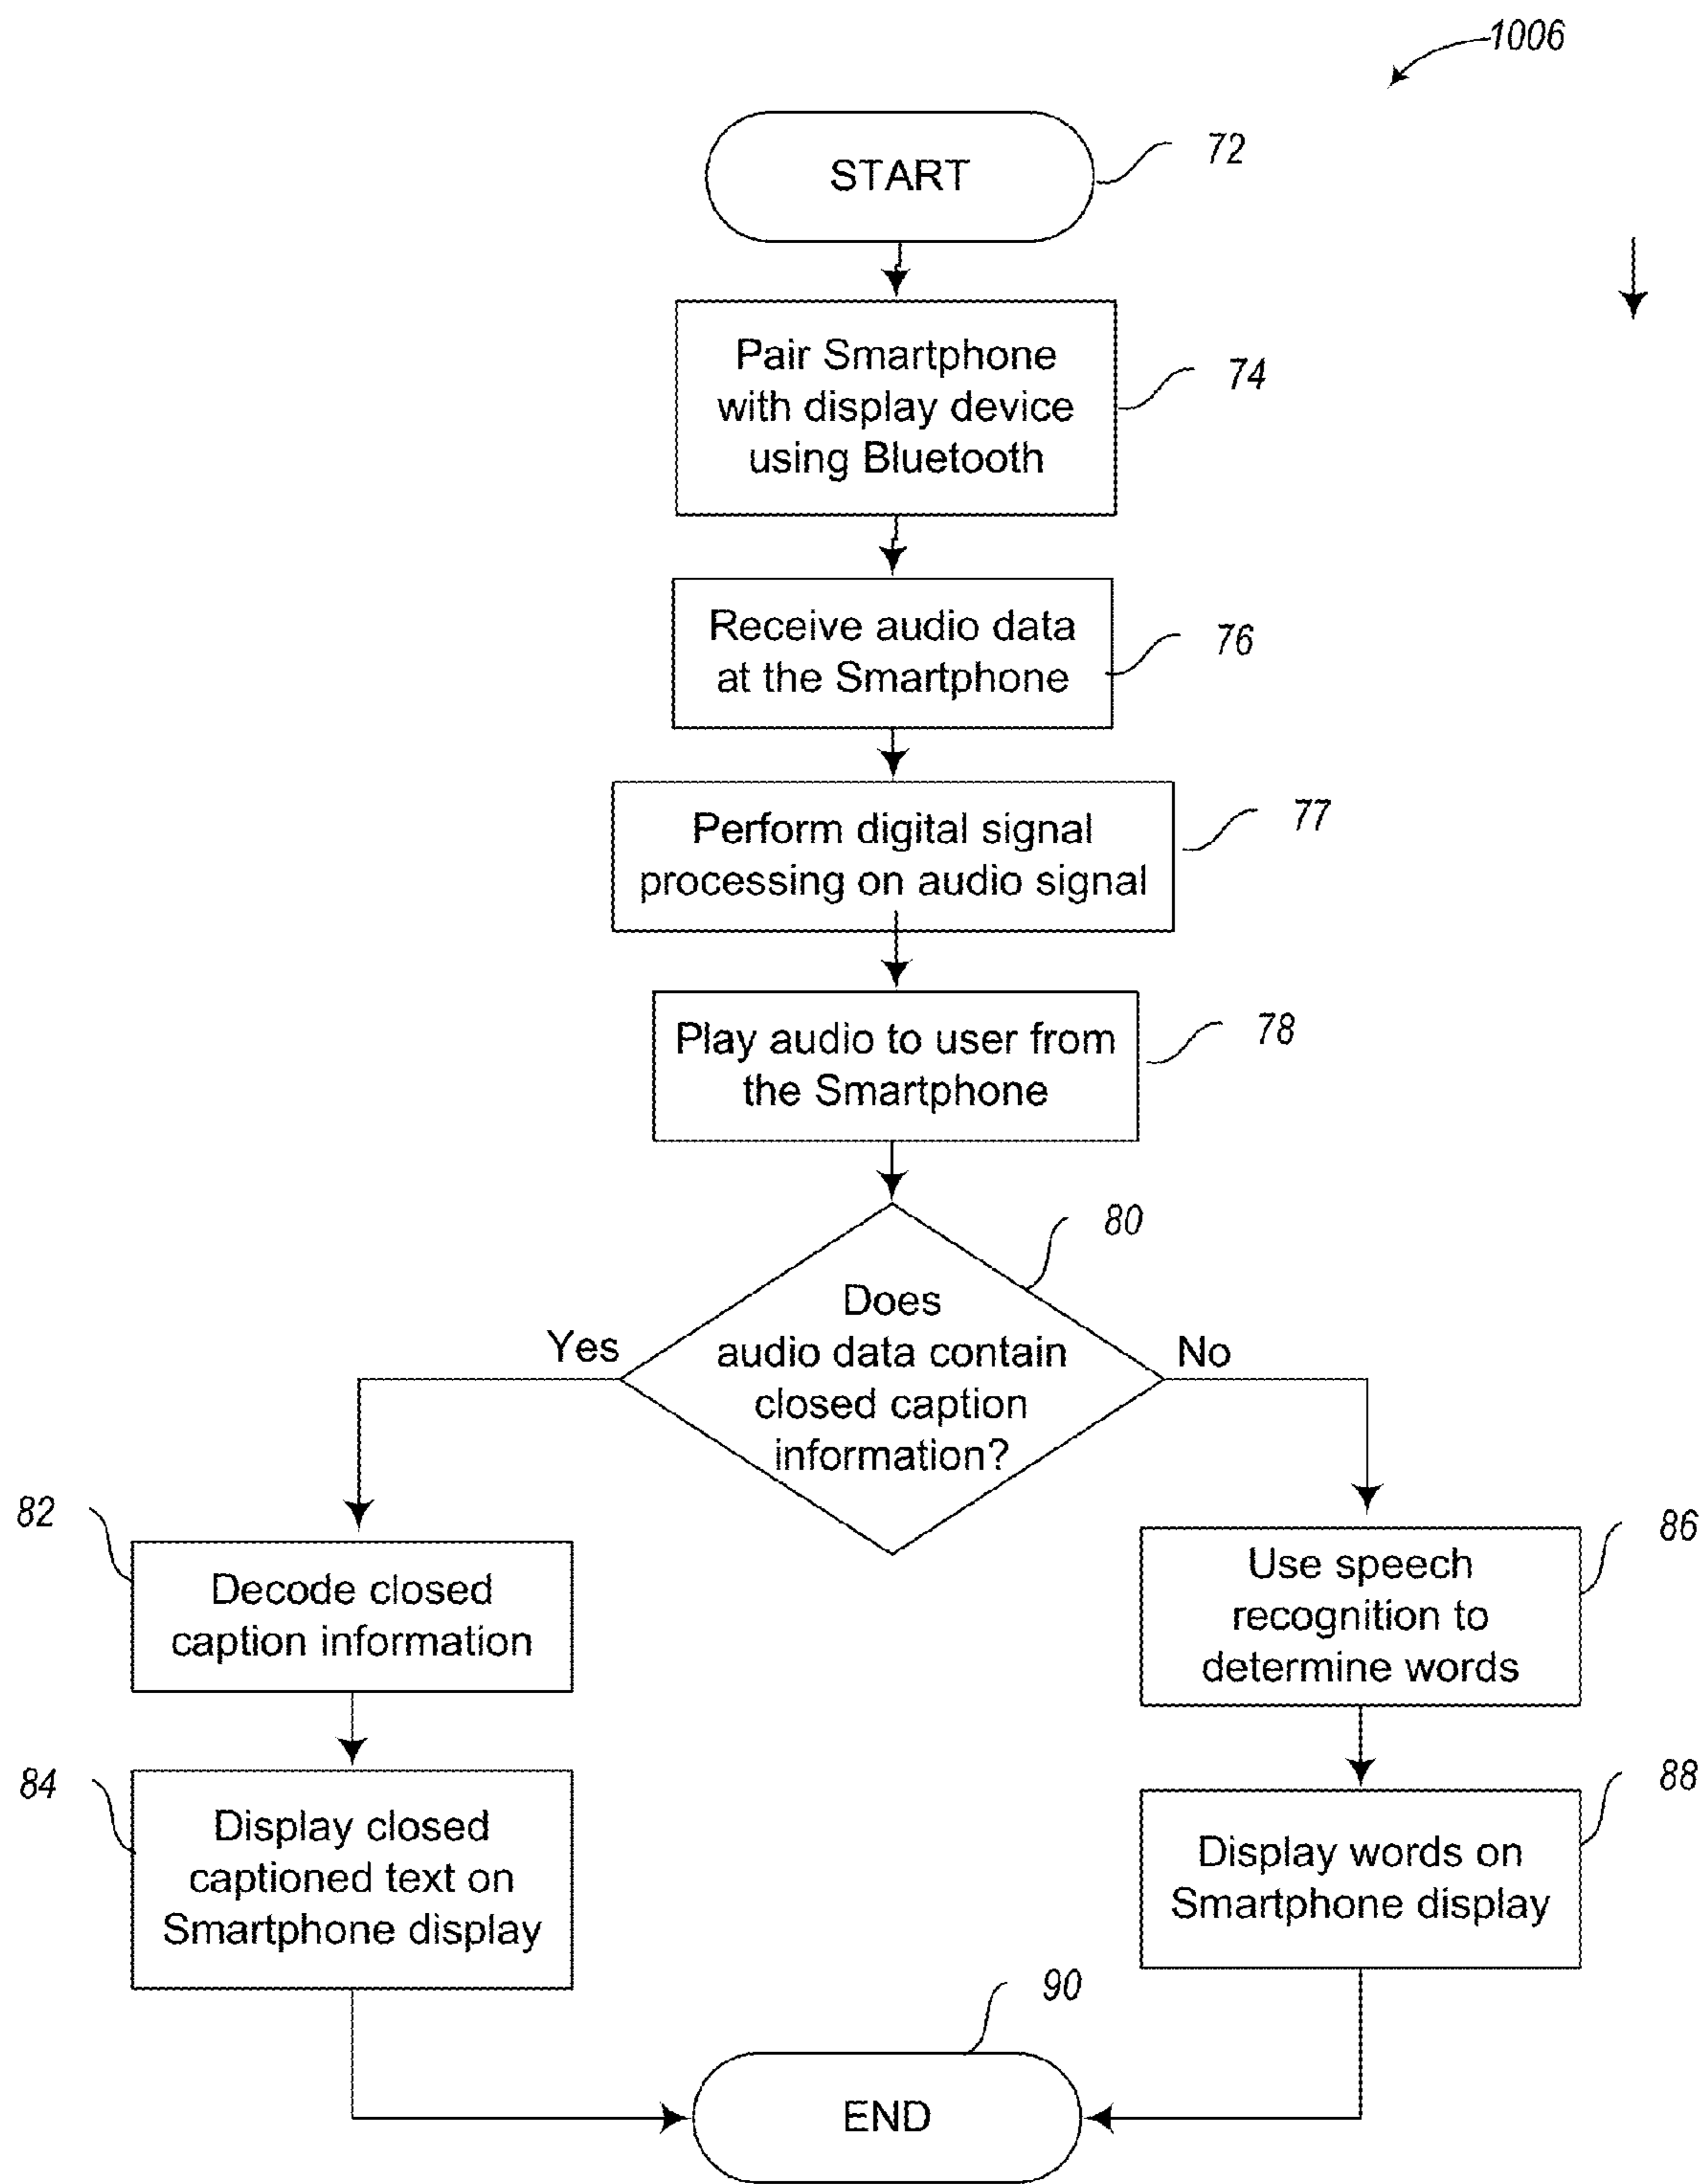 1006
START
72
Pair Smartphone
with display device
using Bluetooth
74
Receive audio data
at the Smartphone
76
Perform digital signal
processing on audio signal
77
Play audio to user from
the Smartphone
78
80
Does
audio data contain
closed caption
information?
Yes
No
82
Decode closed
caption information
86
Use speech
recognition to
determine words
84
Display closed
captioned text on
Smartphone display
88
Display words on
Smartphone display
90
END